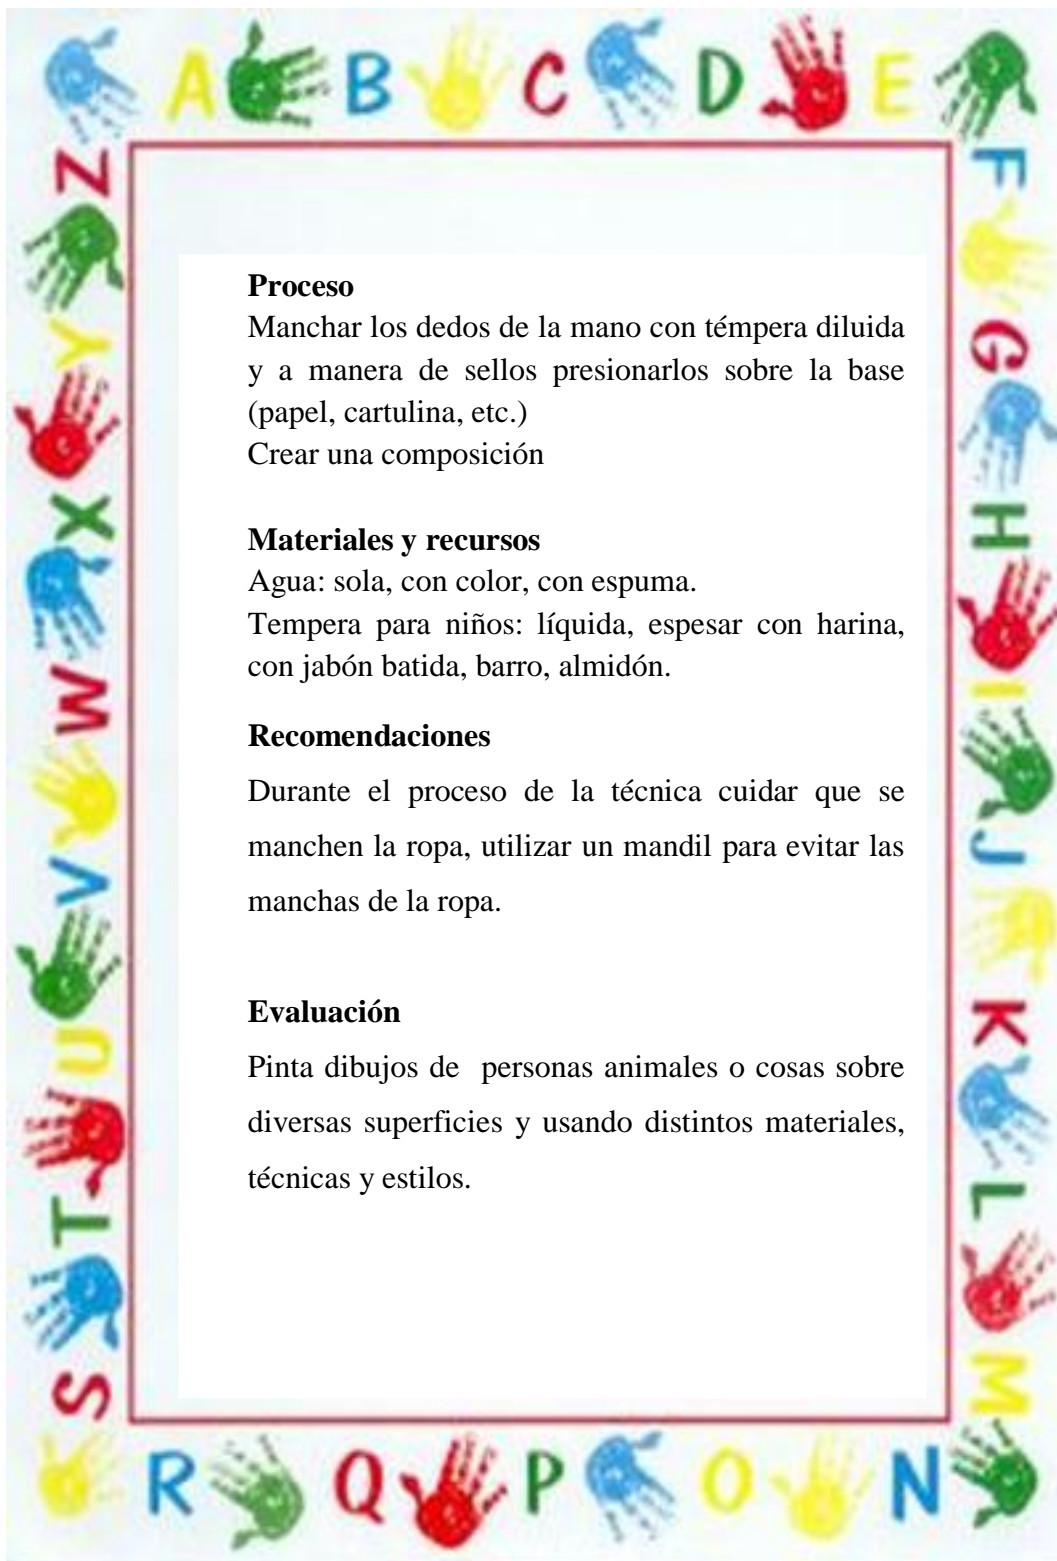 A B C D E
F
G
H
I
J
K
L
M
N
O
P
Q
R
S
T
U
V
W
X
Y
Z
Proceso
Manchar los dedos de la mano con témpera diluida
y a manera de sellos presionarlos sobre la base
(papel, cartulina, etc.)
Crear una composición
Materiales y recursos
Agua: sola, con color, con espuma.
Tempera para niños: líquida, espesar con harina,
con jabón batida, barro, almidón.
Recomendaciones
Durante el proceso de la técnica cuidar que se
manchen la ropa, utilizar un mandil para evitar las
manchas de la ropa.
Evaluación
Pinta dibujos de personas animales o cosas sobre
diversas superficies y usando distintos materiales,
técnicas y estilos.